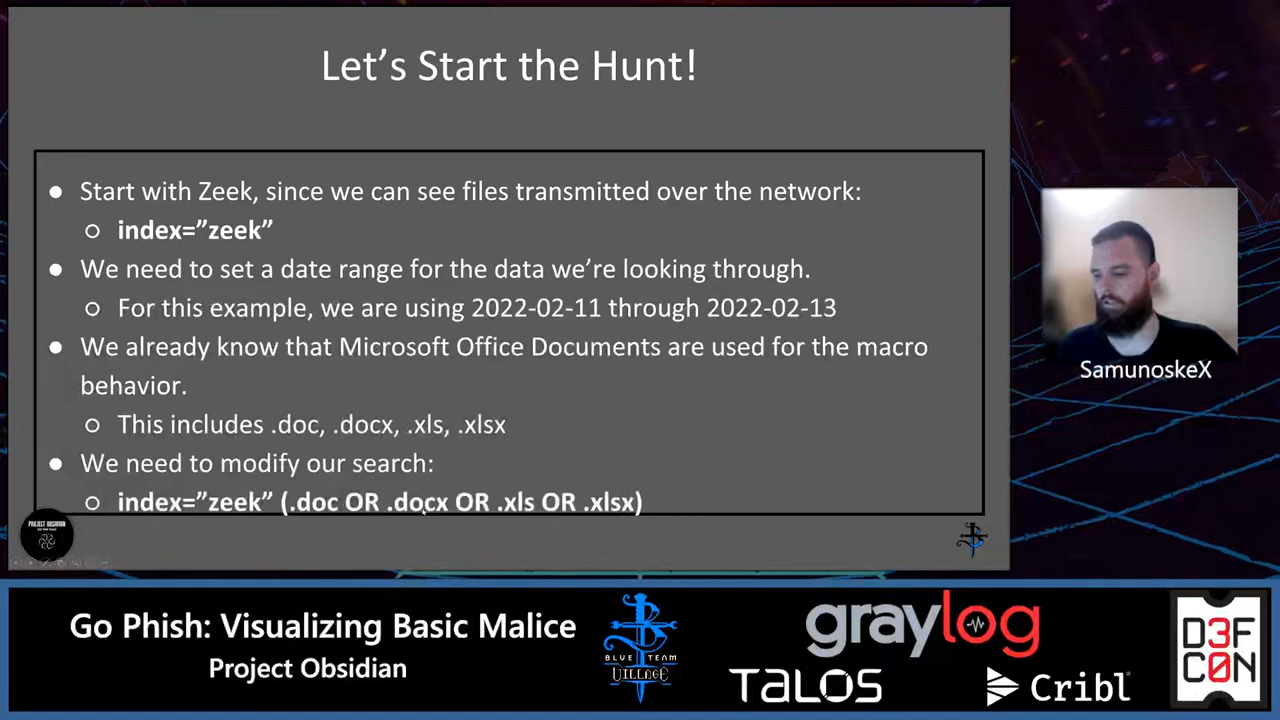 Let's Start the Hunt!
● Start with Zeek, since we can see files transmitted over the network:
○ index=”zeek”
● We need to set a date range for the data we're looking through.
○ For this example, we are using 2022-02-11 through 2022-02-13
● We already know that Microsoft Office Documents are used for the macro
behavior.
○ This includes .doc, .docx, .xls, .xlsx
● We need to modify our search:
○ index=”zeek” (.doc OR .docx OR .xls OR .xlsx)
PROJECT OBSIDIAN
SamunoskeX
Go Phish: Visualizing Basic Malice
Project Obsidian
BLUE TEAM
VILLAGE
graylog
TALOS
Cribl
D3F
C0N